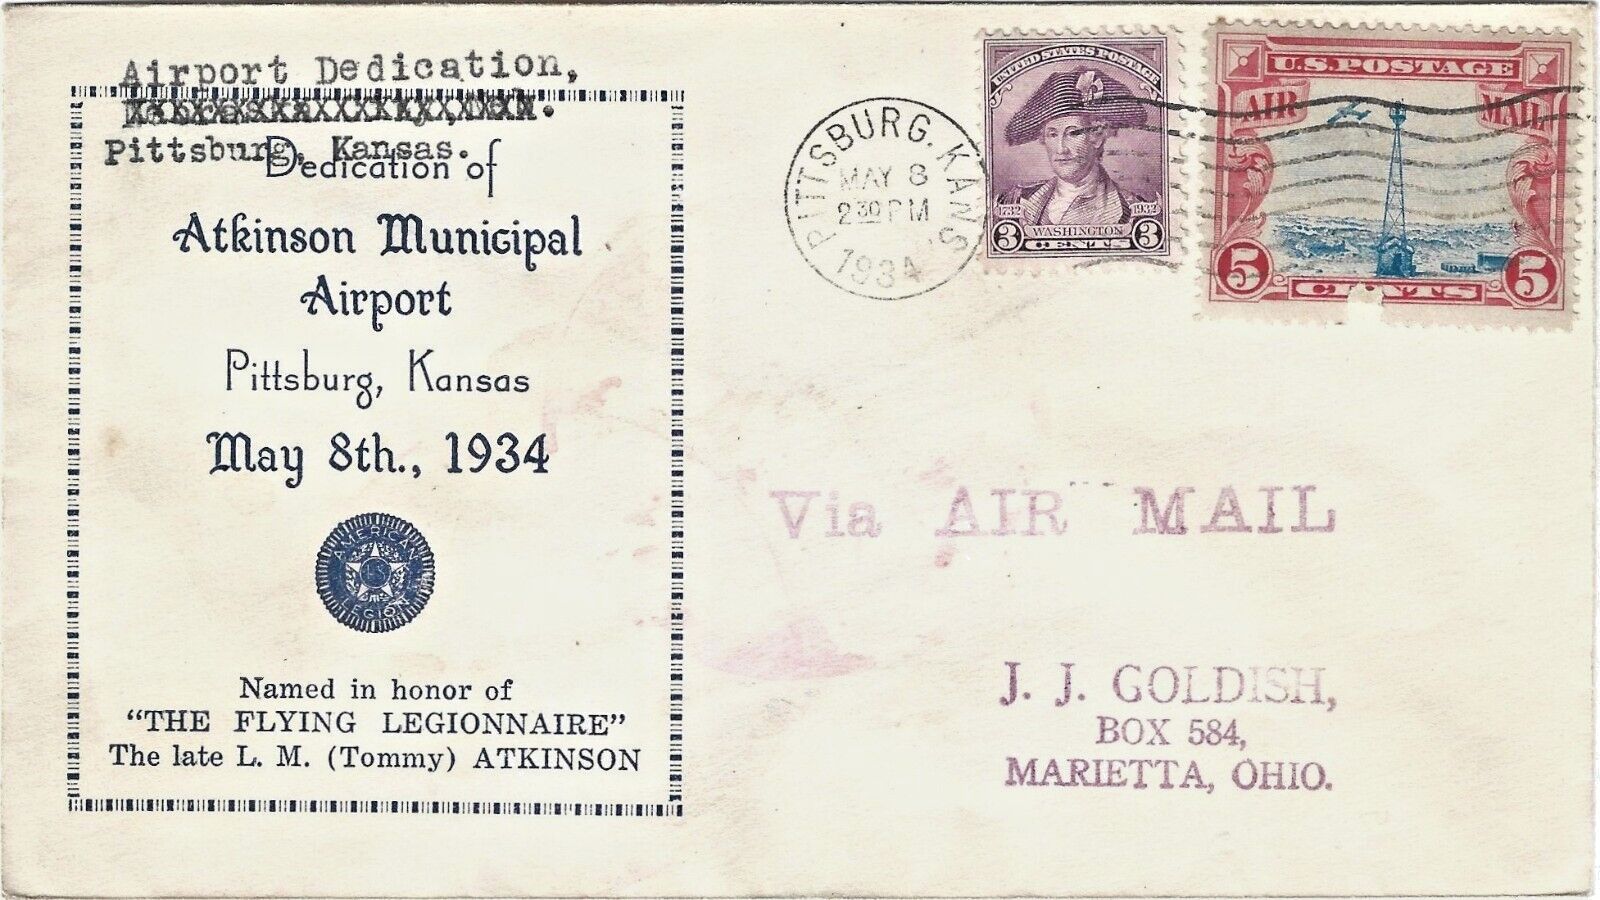 Airport Dedication,
Pittsburg, Kansas.
Dedication of
Atkinson Municipal
Airport
Pittsburg, Kansas
May 8th., 1934
AMERICAN
U.S.
LEGION
Named in honor of
"THE FLYING LEGIONNAIRE"
The late L. M. (Tommy) ATKINSON
PITTSBURG. KANS
MAY 8
2 30 PM
1934
UNITED STATES POSTAGE
1732 1932
WASHINGTON
3 CENTS 3
U.S. POSTAGE
AIR MAIL
5 CENTS 5
Via AIR MAIL
J. J. GOLDISH,
BOX 584,
MARIETTA, OHIO.